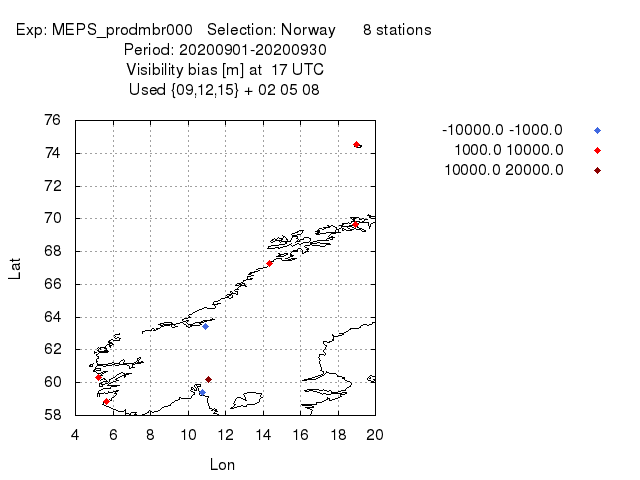 Exp: MEPS_prodmbr000 Selection: Norway 8 stations
Period: 20200901-20200930
Visibility bias [m] at 17 UTC
Used {09,12,15} + 02 05 08
-10000.0 -1000.0
1000.0 10000.0
10000.0 20000.0
76
74
72
70
68
66
64
62
60
58
Lat
4 6 8 10 12 14 16 18 20
Lon